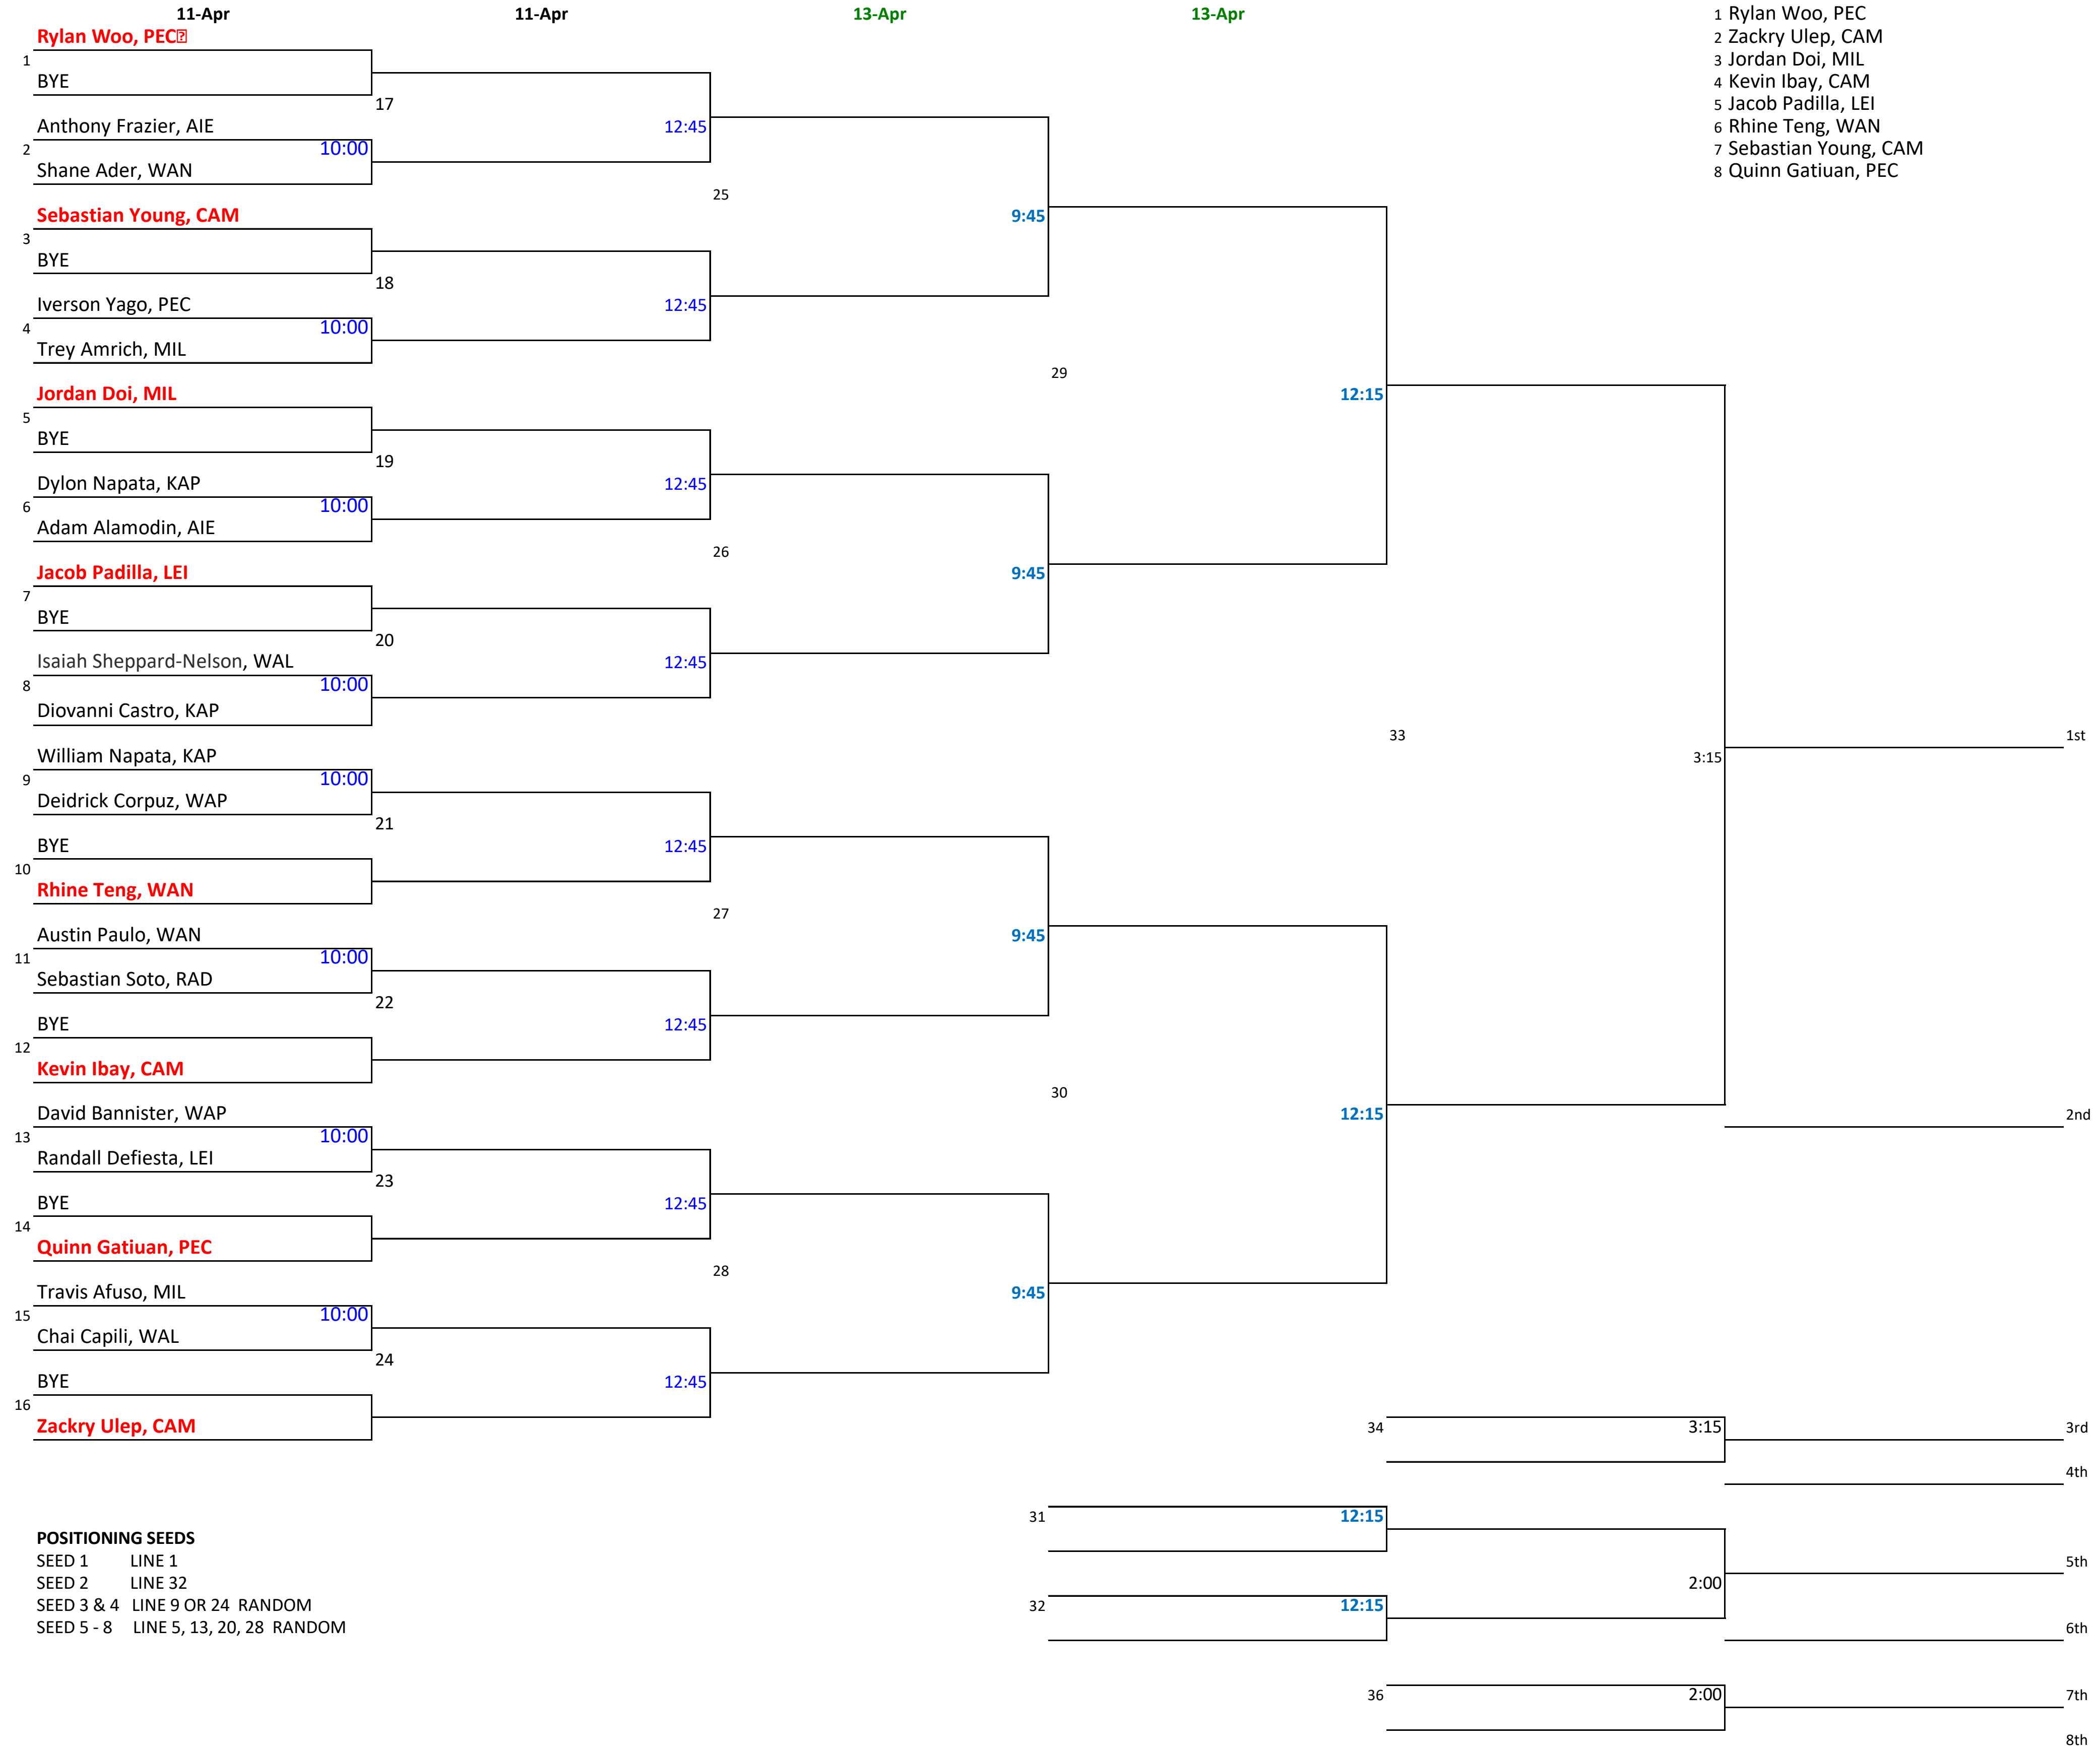 11-Apr 11-Apr 13-Apr 13-Apr
1 Rylan Woo, PEC
2 Zackry Ulep, CAM
3 Jordan Doi, MIL
4 Kevin Ibay, CAM
5 Jacob Padilla, LEI
6 Rhine Teng, WAN
7 Sebastian Young, CAM
8 Quinn Gatiuan, PEC
Rylan Woo, PEC
1
BYE
17
Anthony Frazier, AIE
12:45
2 10:00
Shane Ader, WAN
25
Sebastian Young, CAM
9:45
3
BYE
18
Iverson Yago, PEC
12:45
4 10:00
Trey Amrich, MIL
29
Jordan Doi, MIL
12:15
5
BYE
19
Dylon Napata, KAP
12:45
6 10:00
Adam Alamodin, AIE
26
Jacob Padilla, LEI
9:45
7
BYE
20
Isaiah Sheppard-Nelson, WAL
12:45
8 10:00
Diovanni Castro, KAP
33
1st
William Napata, KAP
3:15
9 10:00
Deidrick Corpuz, WAP
21
BYE
12:45
10
Rhine Teng, WAN
27
Austin Paulo, WAN
9:45
11 10:00
Sebastian Soto, RAD
22
BYE
12:45
12
Kevin Ibay, CAM
30
David Bannister, WAP
12:15
2nd
13 10:00
Randall Defiesta, LEI
23
BYE
12:45
14
Quinn Gatiuan, PEC
28
Travis Afuso, MIL
9:45
15 10:00
Chai Capili, WAL
24
BYE
12:45
16
Zackry Ulep, CAM
34 3:15
3rd
4th
31 12:15
POSITIONING SEEDS
SEED 1 LINE 1
5th
SEED 2 LINE 32
2:00
SEED 3 & 4 LINE 9 OR 24 RANDOM
32 12:15
SEED 5 - 8 LINE 5, 13, 20, 28 RANDOM
6th
36 2:00
7th
8th